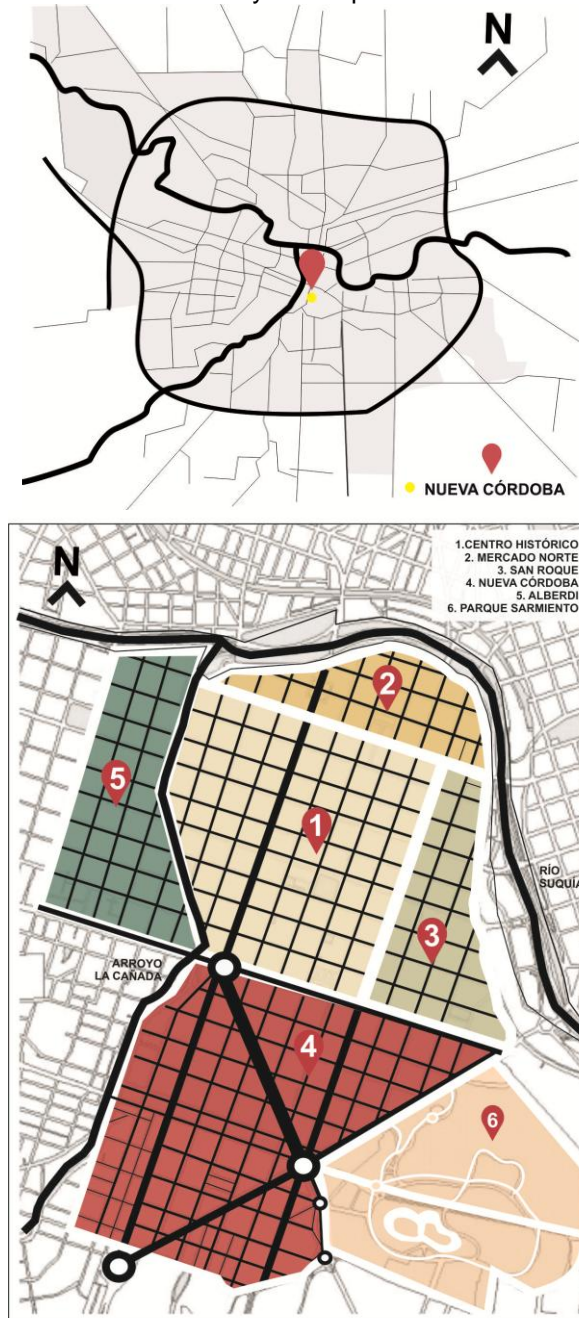 N
NUEVA CÓRDOBA
N
1.CENTRO HISTÓRICO
2. MERCADO NORTE
3. SAN ROQUE
4. NUEVA CÓRDOBA
5. ALBERDI
6. PARQUE SARMIENTO
2
5
1
RÍO
SUQUÍA
3
ARROYO
LA CAÑADA
4
6